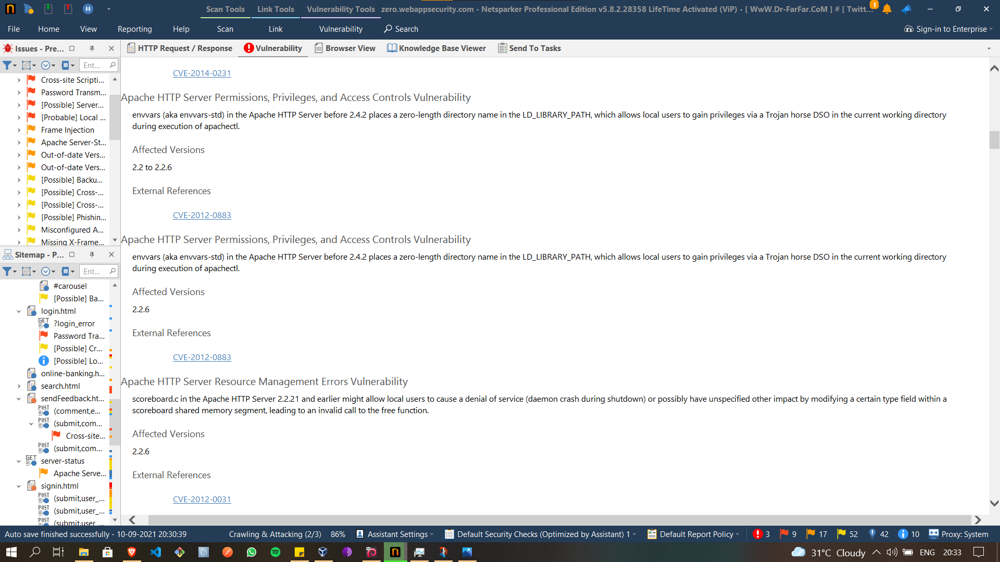 Scan Tools
Link Tools
Vulnerability Tools
zero.webappsecurity.com - Netsparker Professional Edition v5.8.2.28358 LifeTime Activated (ViP) - [ WwW.Dr-FarFar.CoM ] # [ Twitt...
1
File
Home
View
Reporting
Help
Scan
Link
Vulnerability
Search
Sign-in to Enterprise
Issues - Pre...
HTTP Request / Response
Vulnerability
Browser View
Knowledge Base Viewer
Send To Tasks
Ent...
Cross-site Scripti...
Password Transm...
[Possible] Server...
[Probable] Local ...
Frame Injection
Apache Server-St...
Out-of-date Vers...
Out-of-date Vers...
[Possible] Backu...
[Possible] Cross-...
[Possible] Cross-...
[Possible] Phishin...
Misconfigured A...
Missing X-Frame...
Sitemap - P...
Ent...
#carousel
[Possible] Ba...
login.html
GET
?login_error
Password Tra...
[Possible] Cr...
[Possible] Lo...
online-banking.h...
search.html
sendFeedback.ht...
POST
(comment,e...
POST
(submit,com...
Cross-site...
POST
(submit,com...
GET
server-status
Apache Serve...
signin.html
POST
(submit,user_...
POST
(submit,user_...
POST
(submit,user_...
CVE-2014-0231
Apache HTTP Server Permissions, Privileges, and Access Controls Vulnerability
envvars (aka envvars-std) in the Apache HTTP Server before 2.4.2 places a zero-length directory name in the LD_LIBRARY_PATH, which allows local users to gain privileges via a Trojan horse DSO in the current working directory
during execution of apachectl.
Affected Versions
2.2 to 2.2.6
External References
CVE-2012-0883
Apache HTTP Server Permissions, Privileges, and Access Controls Vulnerability
envvars (aka envvars-std) in the Apache HTTP Server before 2.4.2 places a zero-length directory name in the LD_LIBRARY_PATH, which allows local users to gain privileges via a Trojan horse DSO in the current working directory
during execution of apachectl.
Affected Versions
2.2.6
External References
CVE-2012-0883
Apache HTTP Server Resource Management Errors Vulnerability
scoreboard.c in the Apache HTTP Server 2.2.21 and earlier might allow local users to cause a denial of service (daemon crash during shutdown) or possibly have unspecified other impact by modifying a certain type field within a
scoreboard shared memory segment, leading to an invalid call to the free function.
Affected Versions
2.2.6
External References
CVE-2012-0031
Auto save finished successfully - 10-09-2021 20:30:39
Crawling & Attacking (2/3)
86%
Assistant Settings
Default Security Checks (Optimized by Assistant) 1
Default Report Policy
3
9
17
52
42
10
Proxy: System
31°C Cloudy
ENG
20:33